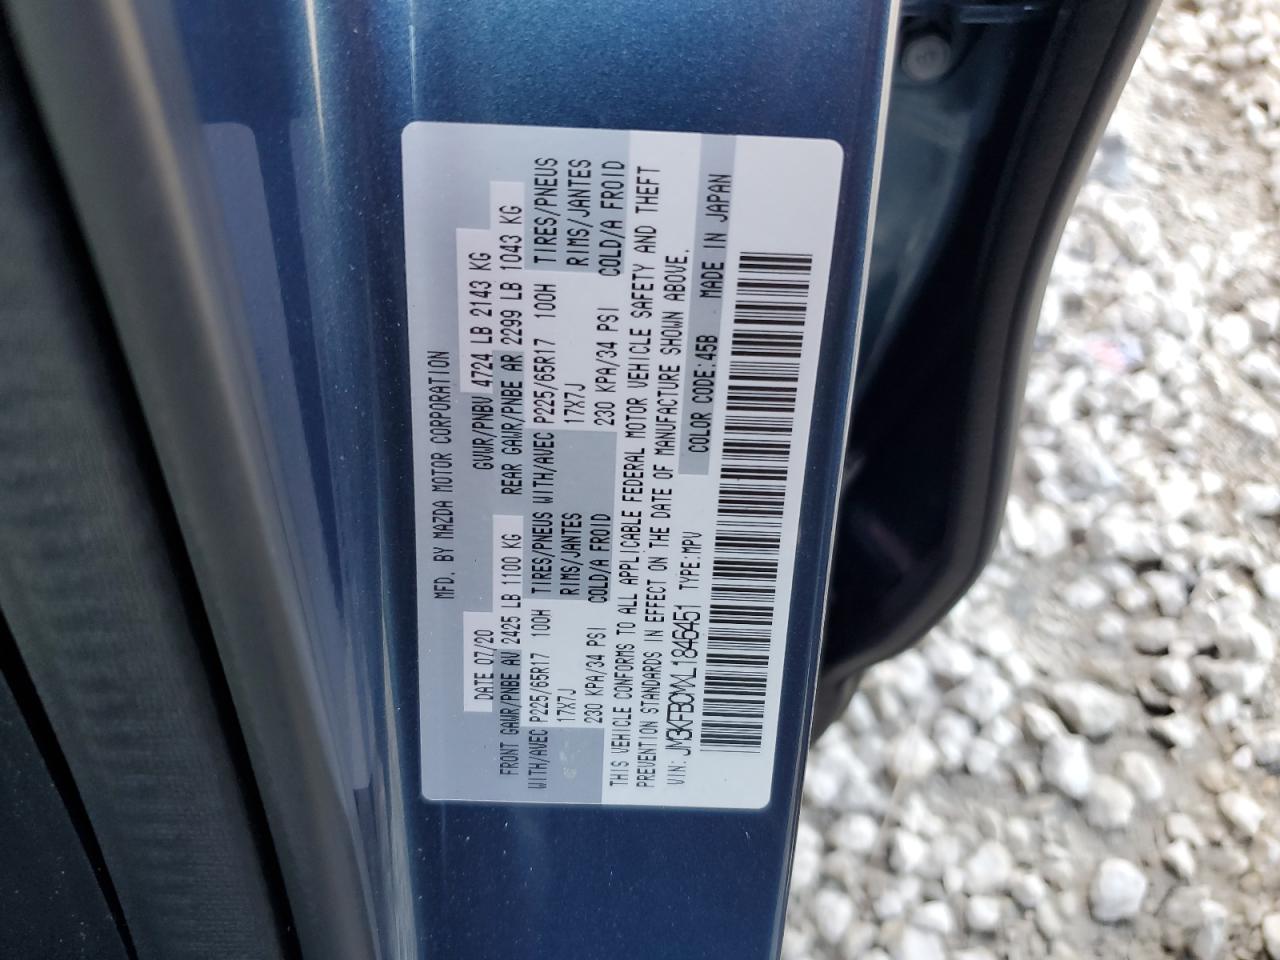 MFD. BY MAZDA MOTOR CORPORATION
DATE 07/20 GVWR/PNBV 4724 LB 2143 KG
FRONT GAWR/PNBE AV 2425 LB 1100 KG REAR GAWR/PNBE AR 2299 LB 1043 KG
WITH/AVEC P225/65R17 100H TIRES/PNEUS WITH/AVEC P225/65R17 100H TIRES/PNEUS
17X7J RIMS/JANTES 17X7J RIMS/JANTES
230 KPA/34 PSI COLD/A FROID 230 KPA/34 PSI COLD/A FROID
THIS VEHICLE CONFORMS TO ALL APPLICABLE FEDERAL MOTOR VEHICLE SAFETY AND THEFT
PREVENTION STANDARDS IN EFFECT ON THE DATE OF MANUFACTURE SHOWN ABOVE.
VIN: JM3KFBCMXL1846451 TYPE:MPV COLOR CODE:45B MADE IN JAPAN